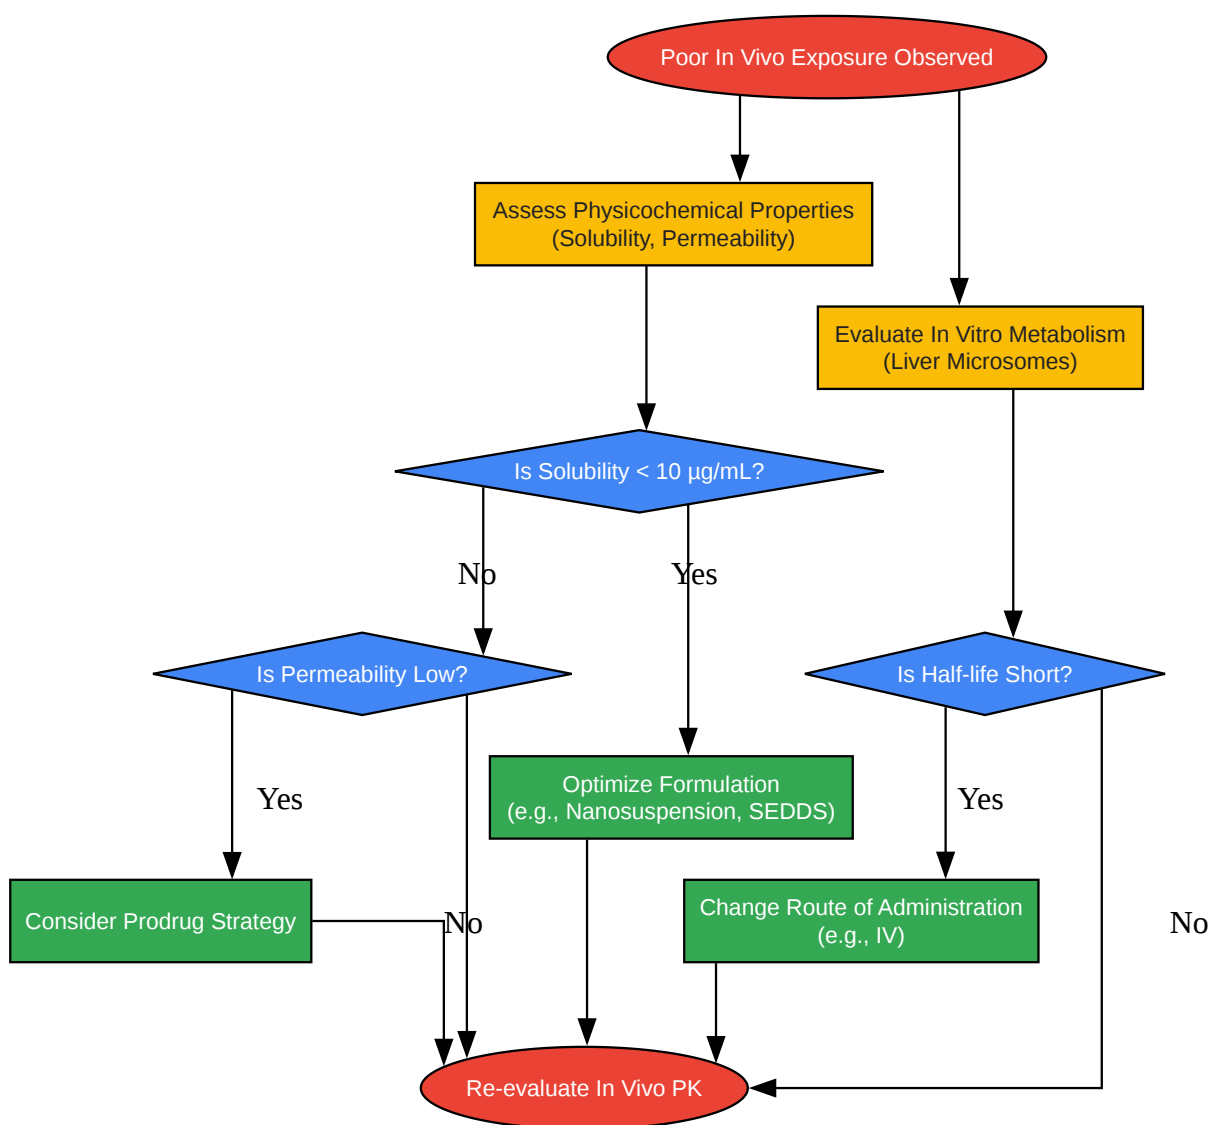 Poor In Vivo Exposure Observed
Assess Physicochemical Properties
(Solubility, Permeability)
Evaluate In Vitro Metabolism
(Liver Microsomes)
Is Solubility < 10 µg/mL?
No
Yes
Is Permeability Low?
Is Half-life Short?
Yes
Optimize Formulation
(e.g., Nanosuspension, SEDDS)
Yes
Consider Prodrug Strategy
No
Change Route of Administration
(e.g., IV)
No
Re-evaluate In Vivo PK